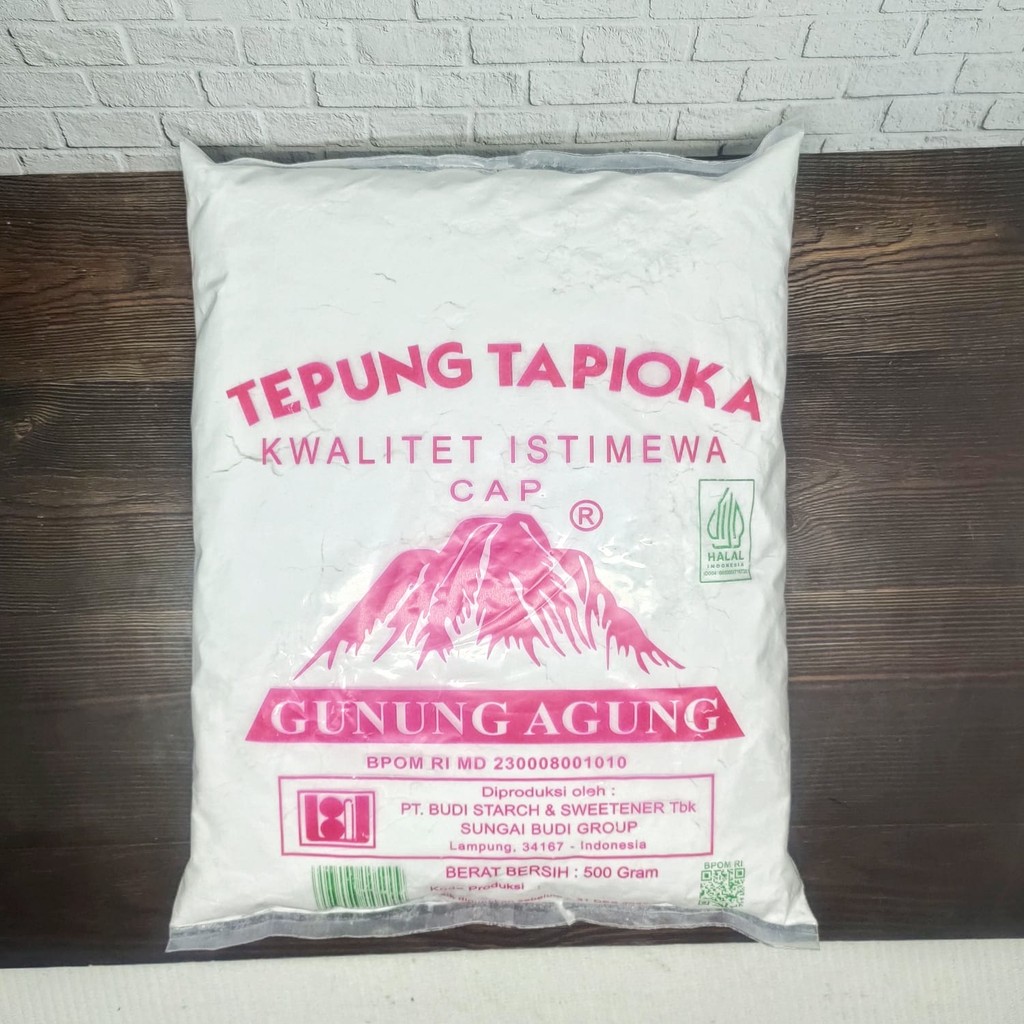 TEPUNG TAPIOKA
KWALITET ISTIMEWA
CAP
®
HALAL
INDONESIA
GUNUNG AGUNG
BPOM RI MD 230008001010
Diproduksi oleh :
PT. BUDI STARCH & SWEETENER Tbk
SUNGAI BUDI GROUP
Lampung, 34167 - Indonesia
BERAT BERSIH : 500 Gram
BPOM RI
Kode Produksi :